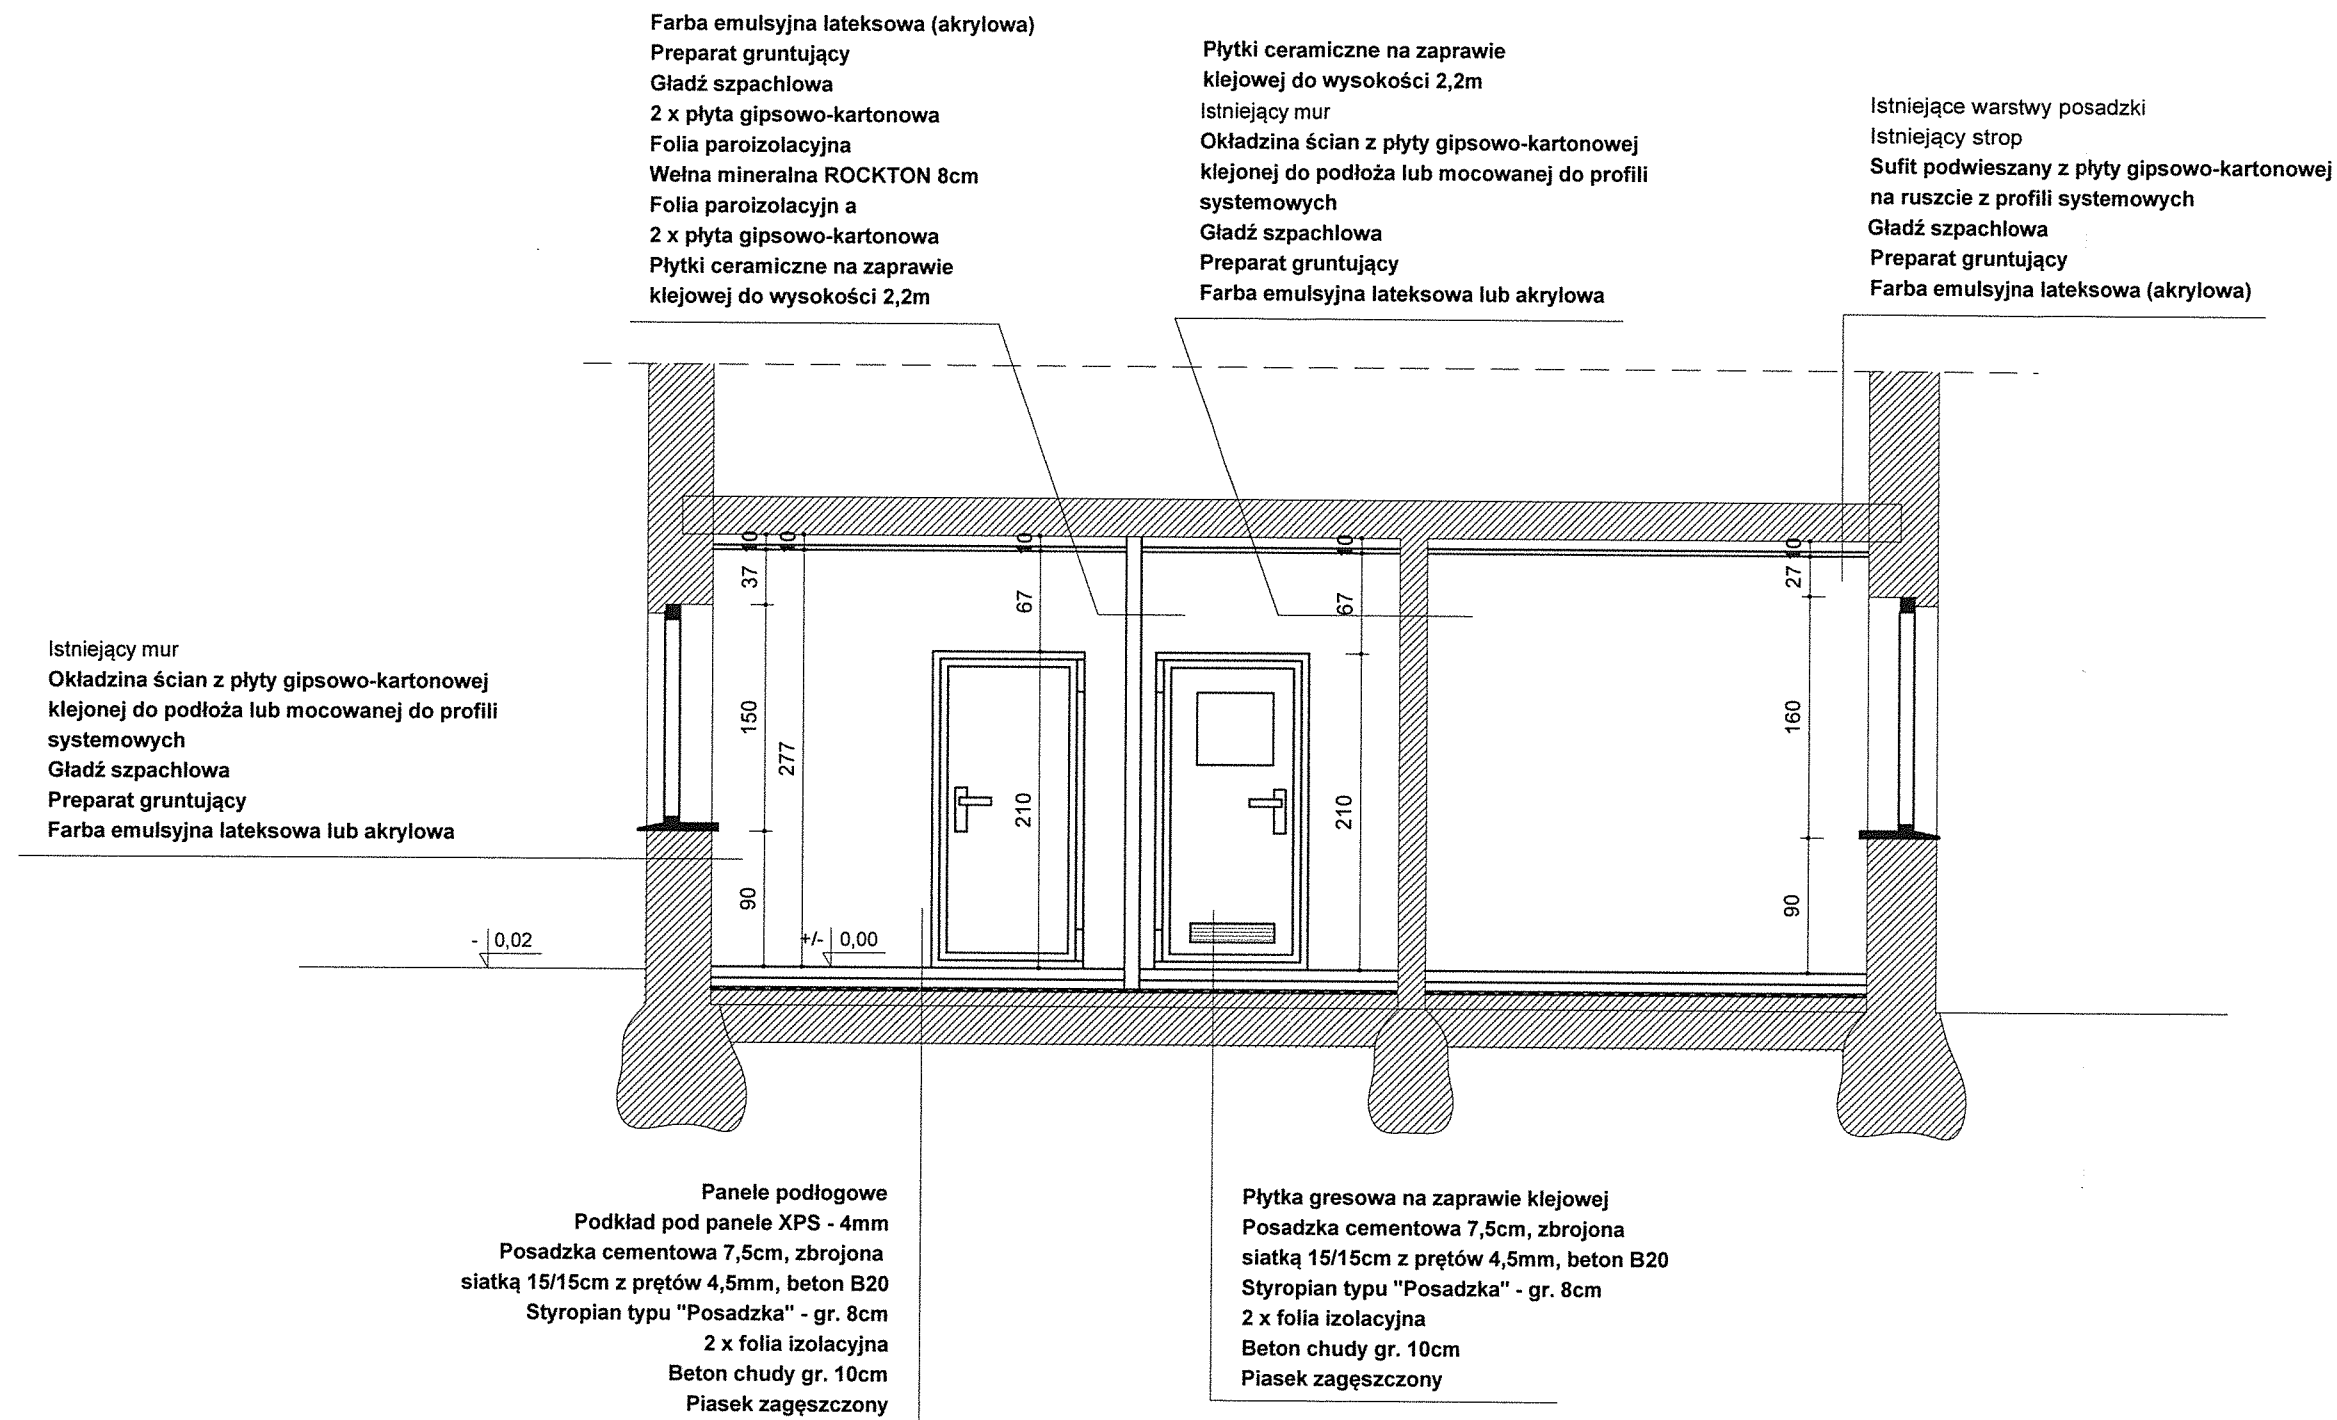 Farba emulsyjna lateksowa (akrylowa)
Preparat gruntujący
Gładź szpachlowa
2 x płyta gipsowo-kartonowa
Folia paroizolacyjna
Wełna mineralna ROCKTON 8cm
Folia paroizolacyjn a
2 x płyta gipsowo-kartonowa
Płytki ceramiczne na zaprawie
klejowej do wysokości 2,2m
Płytki ceramiczne na zaprawie
klejowej do wysokości 2,2m
Istniejący mur
Okładzina ścian z płyty gipsowo-kartonowej
klejonej do podłoża lub mocowanej do profili
systemowych
Gładź szpachlowa
Preparat gruntujący
Farba emulsyjna lateksowa lub akrylowa
Istniejące warstwy posadzki
Istniejący strop
Sufit podwieszany z płyty gipsowo-kartonowej
na ruszcie z profili systemowych
Gładź szpachlowa
Preparat gruntujący
Farba emulsyjna lateksowa (akrylowa)
Istniejący mur
Okładzina ścian z płyty gipsowo-kartonowej
klejonej do podłoża lub mocowanej do profili
systemowych
Gładź szpachlowa
Preparat gruntujący
Farba emulsyjna lateksowa lub akrylowa
37
150
90
277
67
210
67
210
27
160
90
- 0,02
+/- 0,00
Panele podłogowe
Podkład pod panele XPS - 4mm
Posadzka cementowa 7,5cm, zbrojona
siatką 15/15cm z prętów 4,5mm, beton B20
Styropian typu "Posadzka" - gr. 8cm
2 x folia izolacyjna
Beton chudy gr. 10cm
Piasek zagęszczony
Płytka gresowa na zaprawie klejowej
Posadzka cementowa 7,5cm, zbrojona
siatką 15/15cm z prętów 4,5mm, beton B20
Styropian typu "Posadzka" - gr. 8cm
2 x folia izolacyjna
Beton chudy gr. 10cm
Piasek zagęszczony